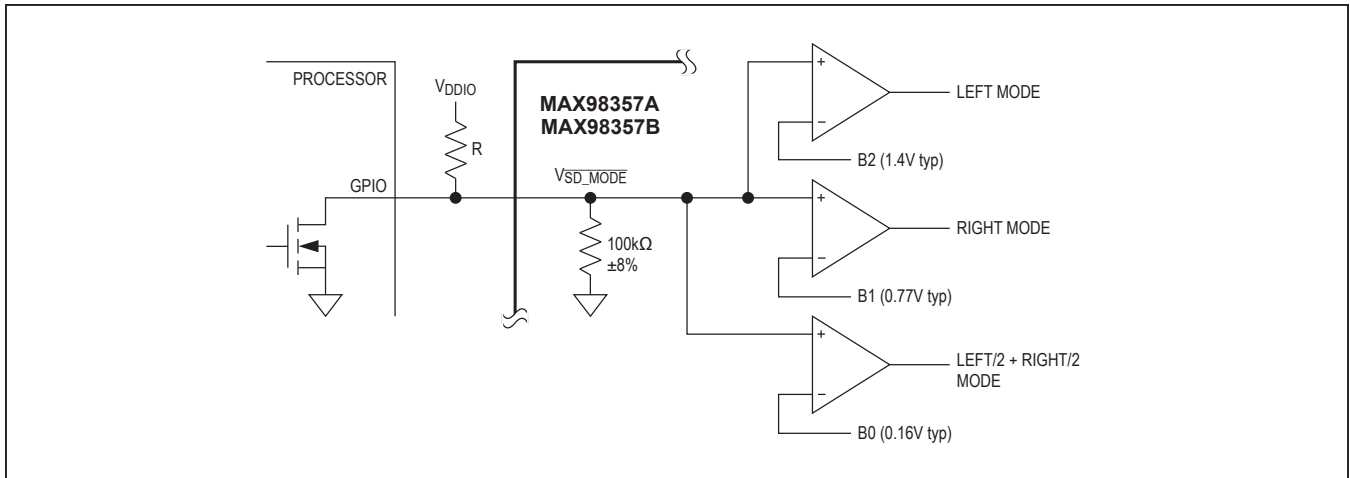 PROCESSOR
VDDIO
R
GPIO
MAX98357A
MAX98357B
VSD_MODE
100kΩ
±8%
+
−
LEFT MODE
B2 (1.4V typ)
+
−
RIGHT MODE
B1 (0.77V typ)
+
−
LEFT/2 + RIGHT/2
MODE
B0 (0.16V typ)